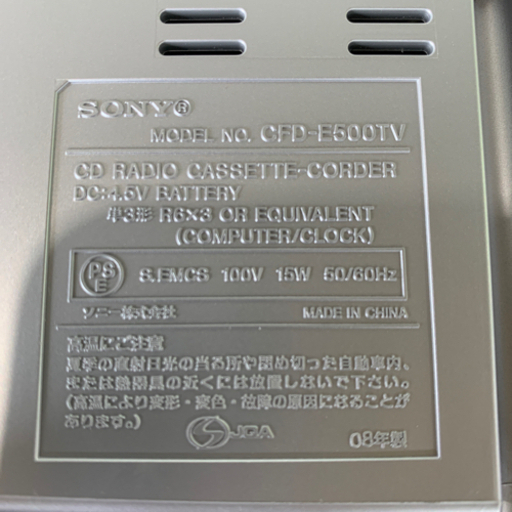 SONY®
MODEL NO. CFD-E500TV
CD RADIO CASSETTE-CORDER
DC:4.5V BATTERY
単3形 R6×3 OR EQUIVALENT
(COMPUTER/CLOCK)
PSE S.EMCS 100V 15W 50/60Hz
ソニー株式会社 MADE IN CHINA
高温にご注意
夏季の直射日光の当る所や閉め切った自動車内、
または熱器具の近くには放置しないで下さい。
(高温により変形・変色・故障の原因になることが
あります。)
JQA 08年製